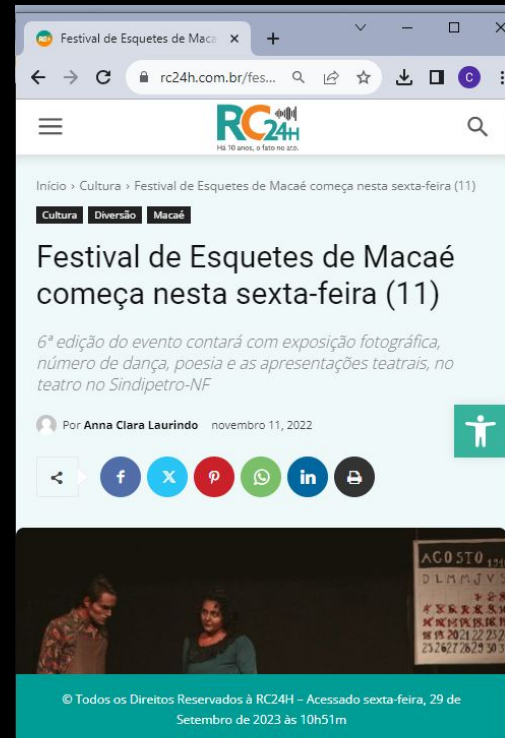 Festival de Esquetes de Maca
rc24h.com.br/fes...
C
RC24H
Há 10 anos, o fato no ato.
Início › Cultura › Festival de Esquetes de Macaé começa nesta sexta-feira (11)
Cultura Diversão Macaé
Festival de Esquetes de Macaé
começa nesta sexta-feira (11)
6ª edição do evento contará com exposição fotográfica,
número de dança, poesia e as apresentações teatrais, no
teatro no Sindipetro-NF
Por Anna Clara Laurindo novembro 11, 2022
AGOSTO
D L M M J V S
© Todos os Direitos Reservados à RC24H – Acessado sexta-feira, 29 de
Setembro de 2023 às 10h51m